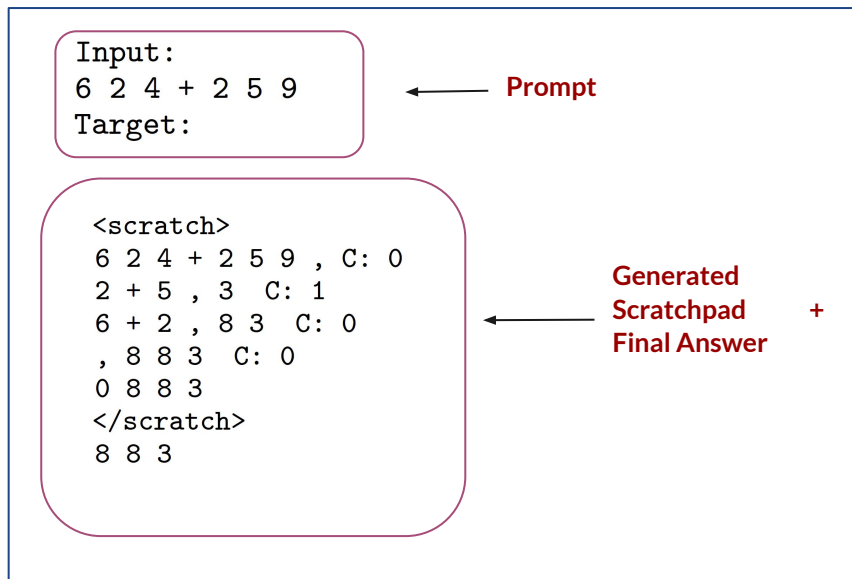 Input:
6 2 4 + 2 5 9
Target:
Prompt
<scratch>
6 2 4 + 2 5 9 , C: 0
2 + 5 , 3 C: 1
6 + 2 , 8 3 C: 0
, 8 8 3 C: 0
0 8 8 3
</scratch>
8 8 3
Generated
Scratchpad +
Final Answer